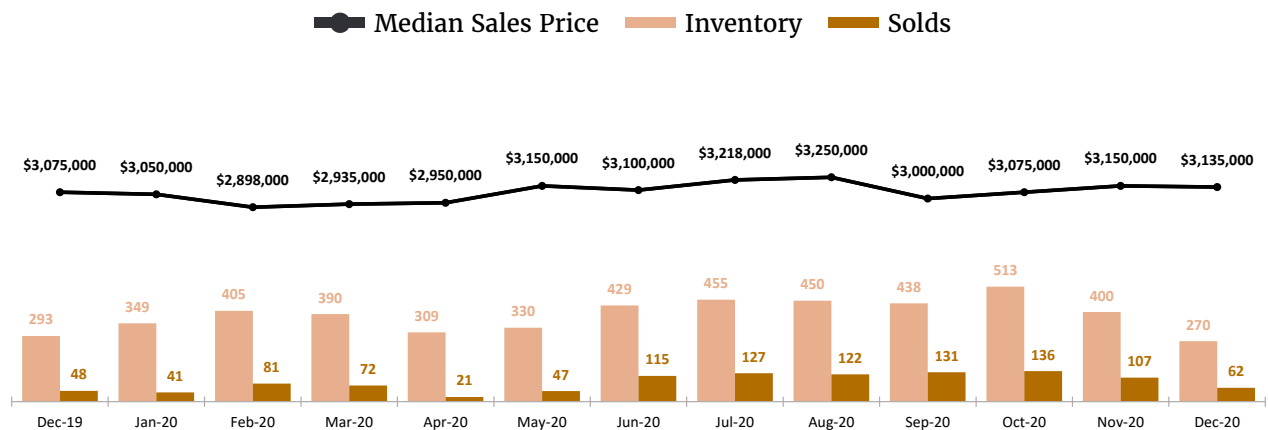 Median Sales Price Inventory Solds
$3,075,000 $3,050,000 $2,898,000 $2,935,000 $2,950,000 $3,150,000 $3,100,000 $3,218,000 $3,250,000 $3,000,000 $3,075,000 $3,150,000 $3,135,000
293 349 405 390 309 330 429 455 450 438 513 400 270
48 41 81 72 21 47 115 127 122 131 136 107 62
Dec-19 Jan-20 Feb-20 Mar-20 Apr-20 May-20 Jun-20 Jul-20 Aug-20 Sep-20 Oct-20 Nov-20 Dec-20